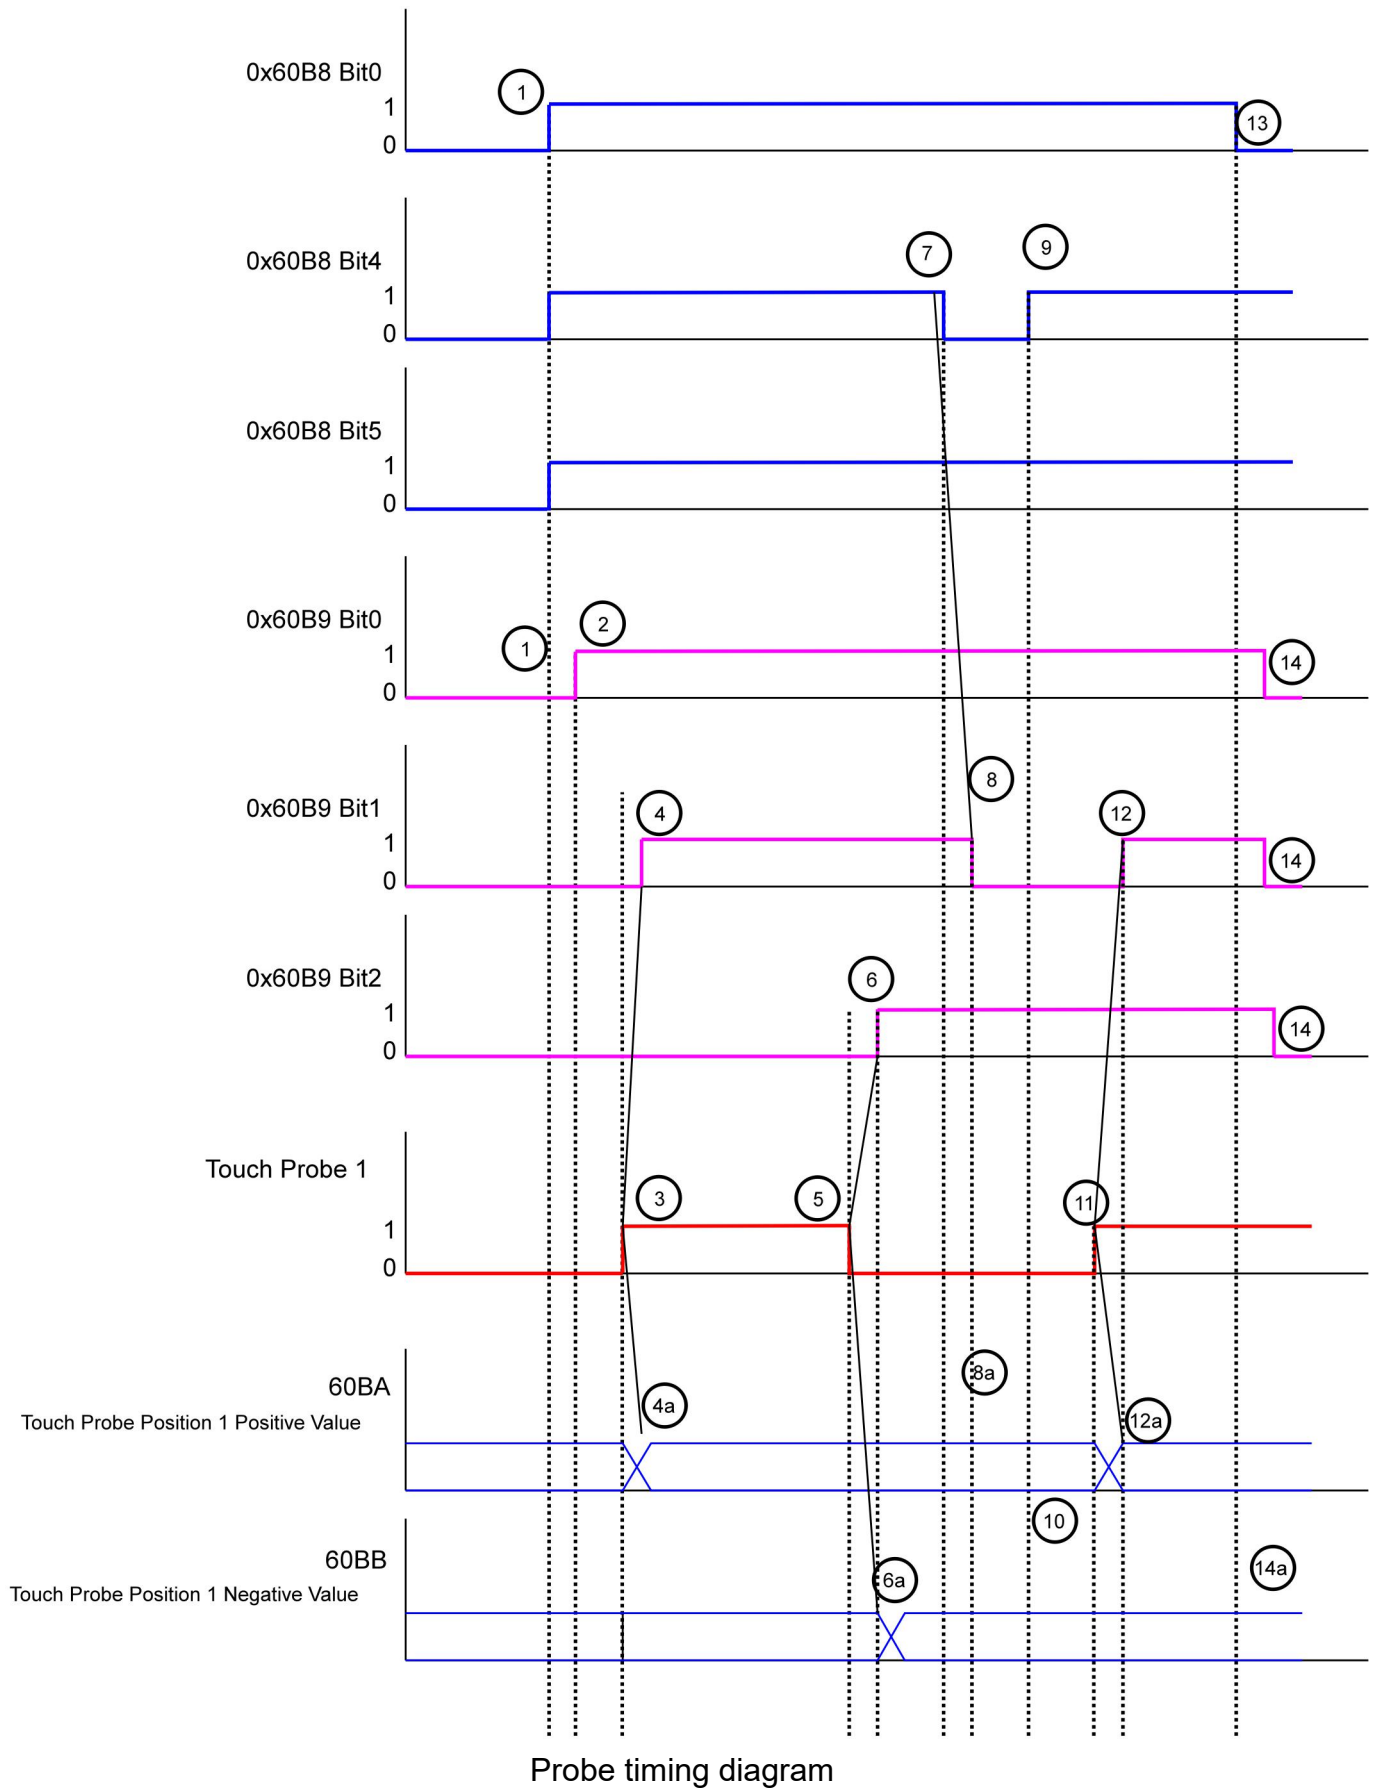 0x60B8 Bit0
1
1
0
13
0x60B8 Bit4
7
9
1
0
0x60B8 Bit5
1
0
0x60B9 Bit0
2
1
1
14
0
0x60B9 Bit1
8
4
12
1
14
0
0x60B9 Bit2
6
1
14
0
Touch Probe 1
3
5
11
1
0
60BA
8a
4a
12a
Touch Probe Position 1 Positive Value
10
60BB
14a
6a
Touch Probe Position 1 Negative Value
Probe timing diagram